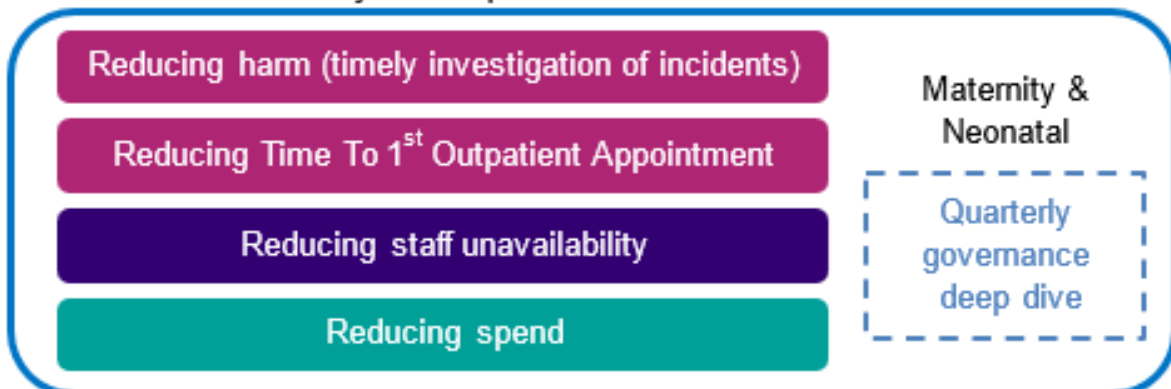 Reducing harm (timely investigation of incidents)
Reducing Time To 1st Outpatient Appointment
Reducing staff unavailability
Reducing spend
Maternity &
Neonatal
Quarterly
governance
deep dive